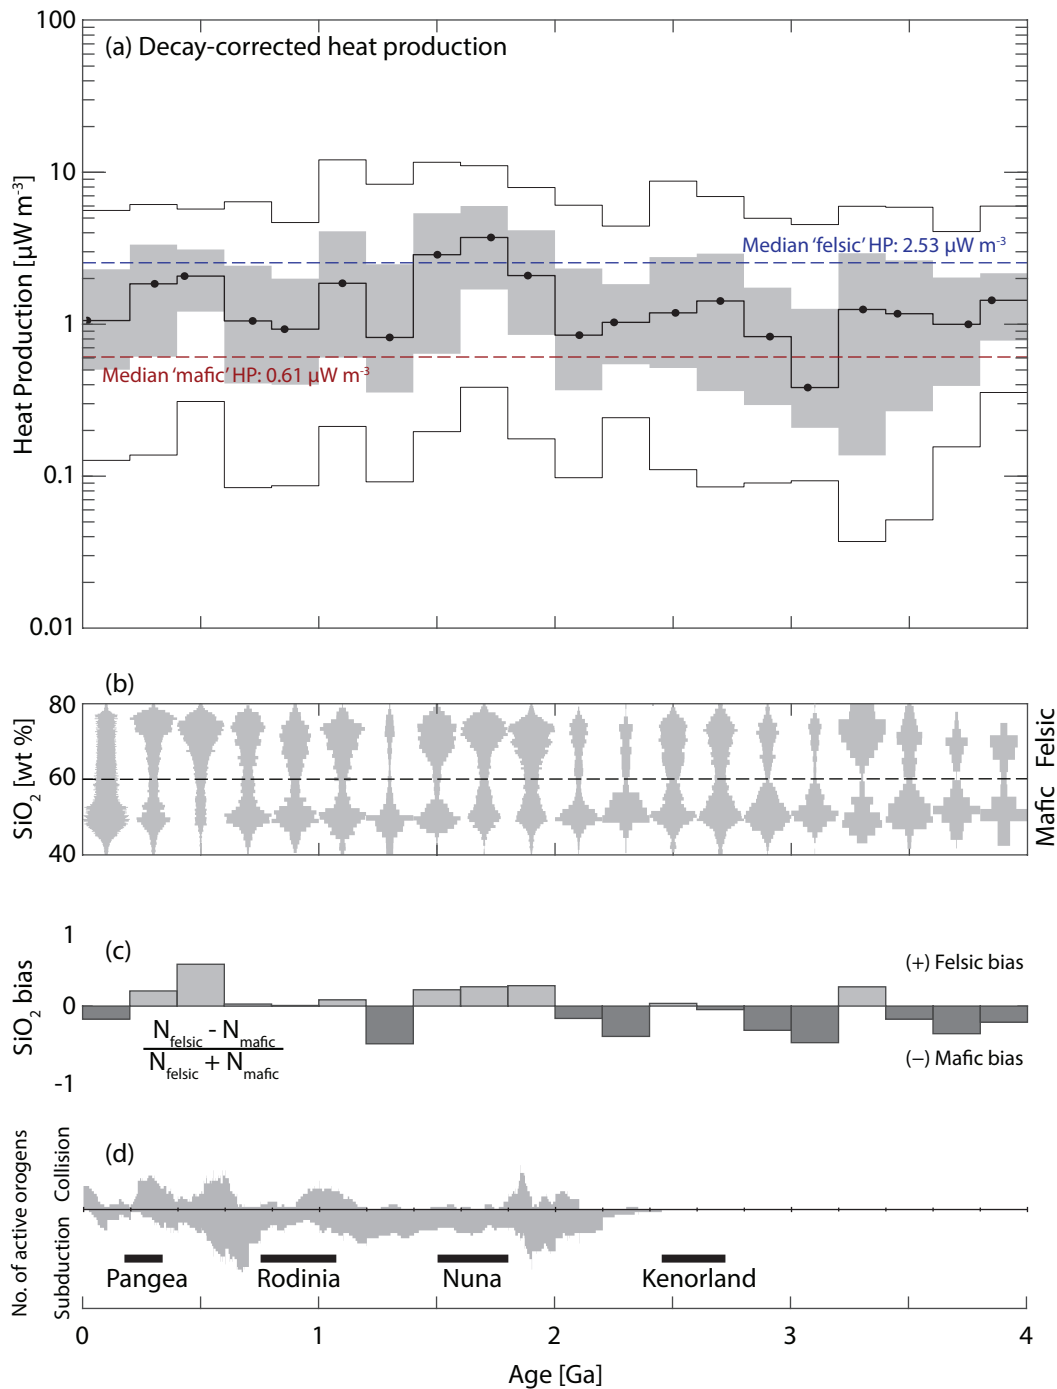 100
(a) Decay-corrected heat production
10
Median ‘felsic’ HP: 2.53 µW m-3
1
Median ‘mafic’ HP: 0.61 µW m-3
0.1
0.01
Heat Production [µW m-3]
(b)
80
60
40
SiO2 [wt %]
Felsic
Mafic
(c)
1
0
-1
SiO2 bias
(+) Felsic bias
Nfelsic - Nmafic
Nfelsic + Nmafic
(−) Mafic bias
(d)
No. of active orogens
Collision
Subduction
Pangea
Rodinia
Nuna
Kenorland
0
1
2
3
4
Age [Ga]